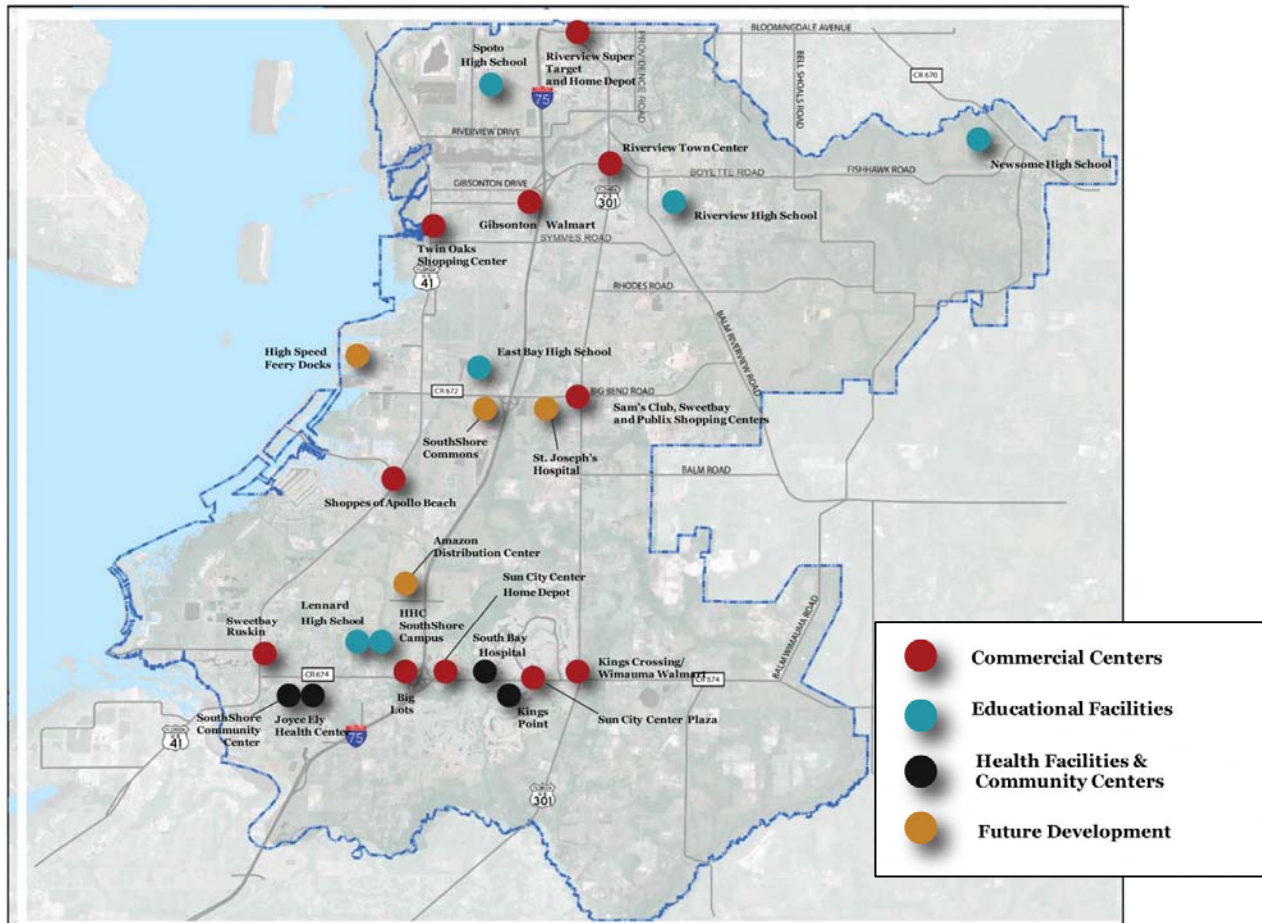 BLOOMINGDALE AVENUE
Spoto
High School
Riverview Super
Target
and Home Depot
PROVIDENCE ROAD
BELL SHOALS ROAD
CR 670
75
RIVERVIEW DRIVE
Riverview Town Center
Newsome High School
BOYETTE ROAD
FISHHAWK ROAD
GIBSONTON DRIVE
FLORIDA
301
Riverview High School
Gibsonton Walmart
SYMMES ROAD
Twin Oaks
Shopping Center
FLORIDA
41
RHODES ROAD
BALM RIVERVIEW ROAD
High Speed
Feery Docks
East Bay High School
CR 672
BIG BEND ROAD
Sam's Club, Sweetbay
and Publix Shopping Centers
SouthShore
Commons
St. Joseph's
Hospital
BALM ROAD
Shoppes of Apollo Beach
Amazon
Distribution Center
Sun City Center
Home Depot
Lennard
High School
HHC
SouthShore
Campus
Sweetbay
Ruskin
South Bay
Hospital
BALM WIMAUMA ROAD
Kings Crossing/
Wimauma Walmart
CR 674
CR 674
Big
Lots
Kings
Point
Sun City Center Plaza
SouthShore
Community
Center
Joyce Ely
Health Center
FLORIDA
U S
41
75
FLORIDA
U S
301
Commercial Centers
Educational Facilities
Health Facilities &
Community Centers
Future Development